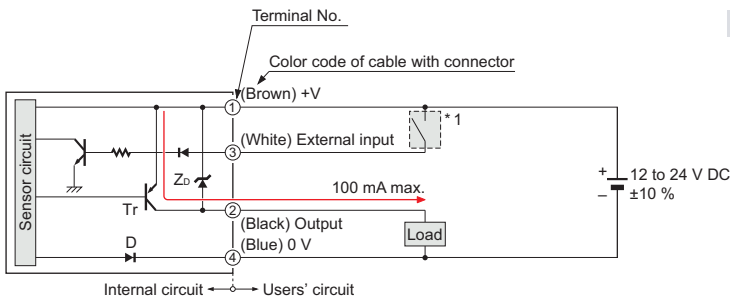 Terminal No.
Color code of cable with connector
(Brown) +V
1
* 1
(White) External input
3
Sensor circuit
ZD
100 mA max.
+ 12 to 24 V DC
– ±10 %
Tr
2
(Black) Output
Load
(Blue) 0 V
D
4
Internal circuit
Users' circuit